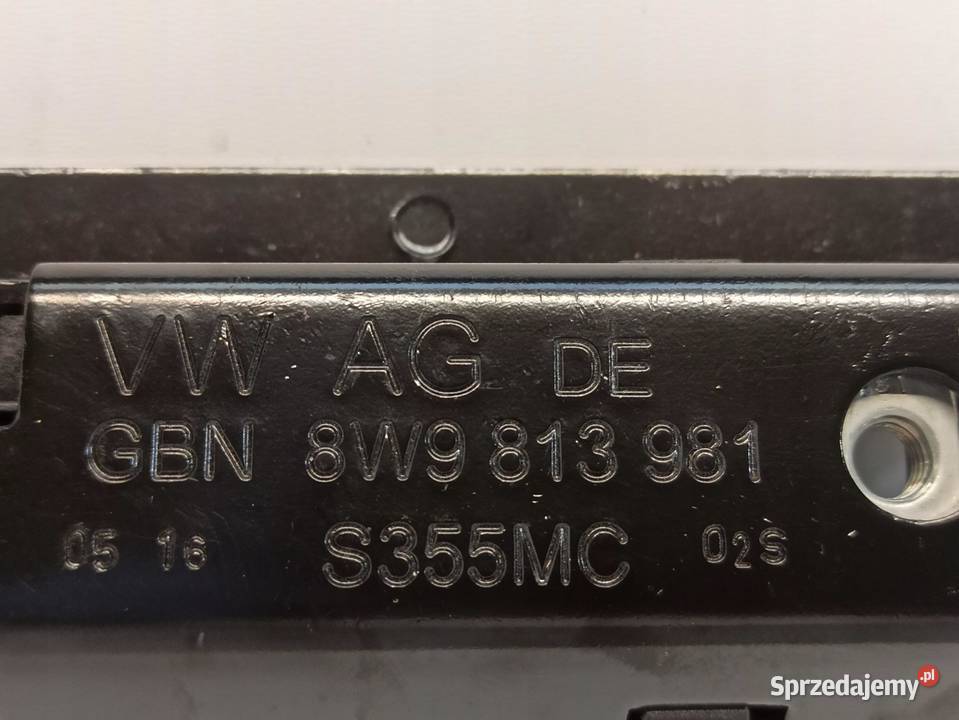 VW AG DE
GBN 8W9 813 981
05 16 S355MC 02S
Sprzedajemy.pl